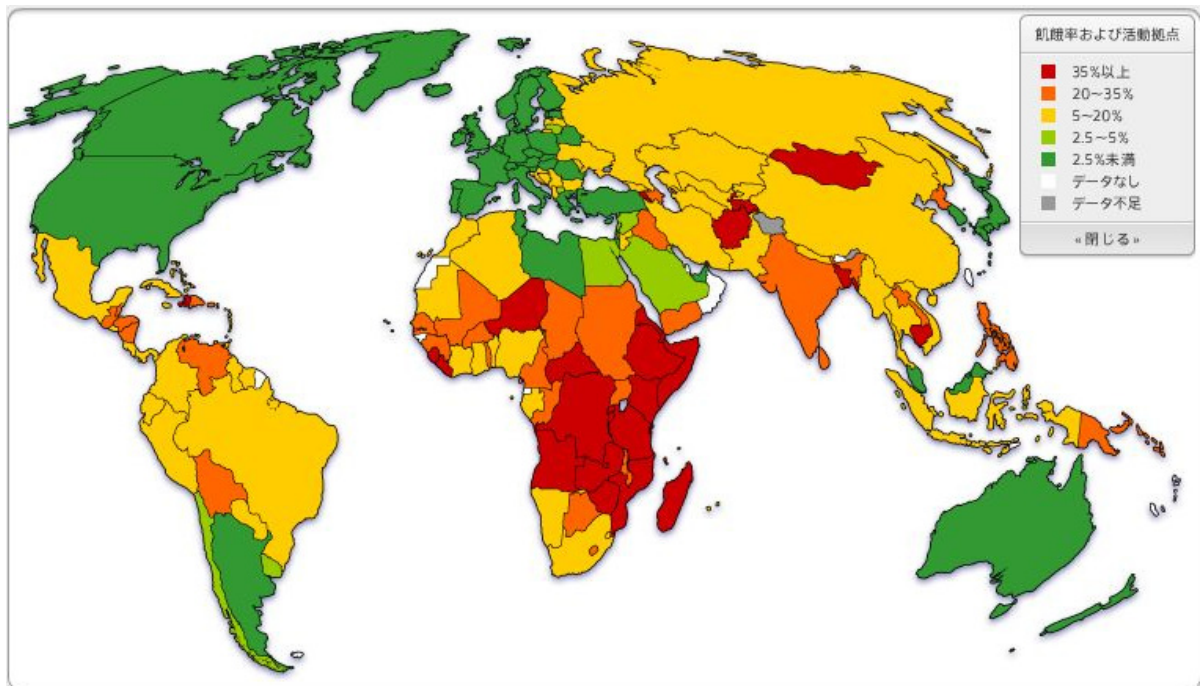 飢餓率および活動拠点
35%以上
20~35%
5~20%
2.5~5%
2.5%未満
データなし
データ不足
«閉じる»